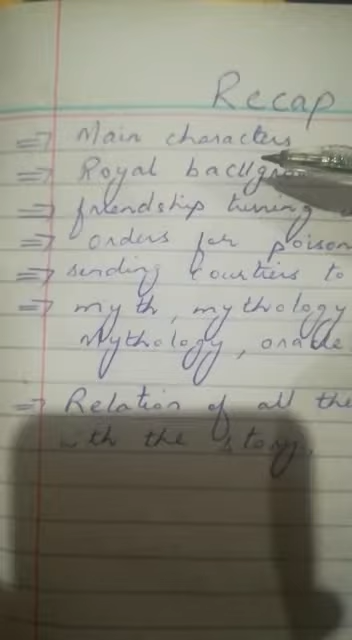 Recap
⇒ Main characters
⇒ Royal backgr
⇒ friendship turning
⇒ orders for poison
⇒ sending Courtiers to
⇒ myth, mythology
Mythology, oracle
⇒ Relation of all the
with the story.